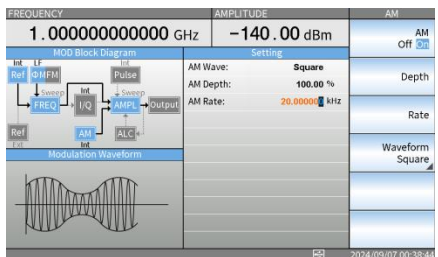 FREQUENCY AMPLITUDE AM
1.000000000000 GHz -140.00 dBm
AM
Off On
MOD Block Diagram
Setting
Int LF Int
Ref ΦM FM Pulse
Sweep Sweep
Int
FREQ I/Q AMPL Output
Ref AM ALC
Ext Int
AM Wave: Square
AM Depth: 100.00 %
AM Rate: 20.000000 kHz
Depth
Rate
Waveform
Square
Modulation Waveform
2024/09/07 00:38:44